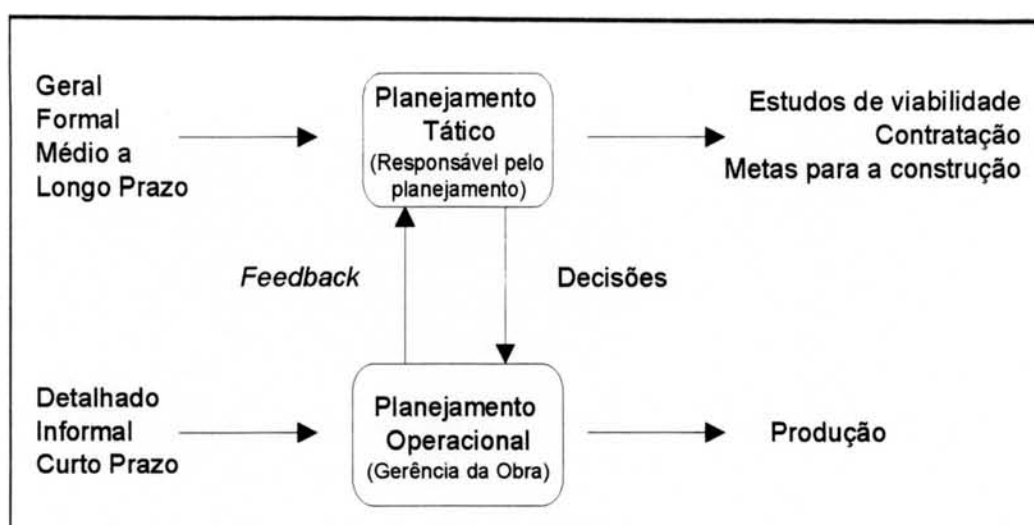 Geral
Formal
Médio a
Longo Prazo
Planejamento
Tático
(Responsável pelo
planejamento)
Estudos de viabilidade
Contratação
Metas para a construção
Feedback
Decisões
Detalhado
Informal
Curto Prazo
Planejamento
Operacional
(Gerência da Obra)
Produção